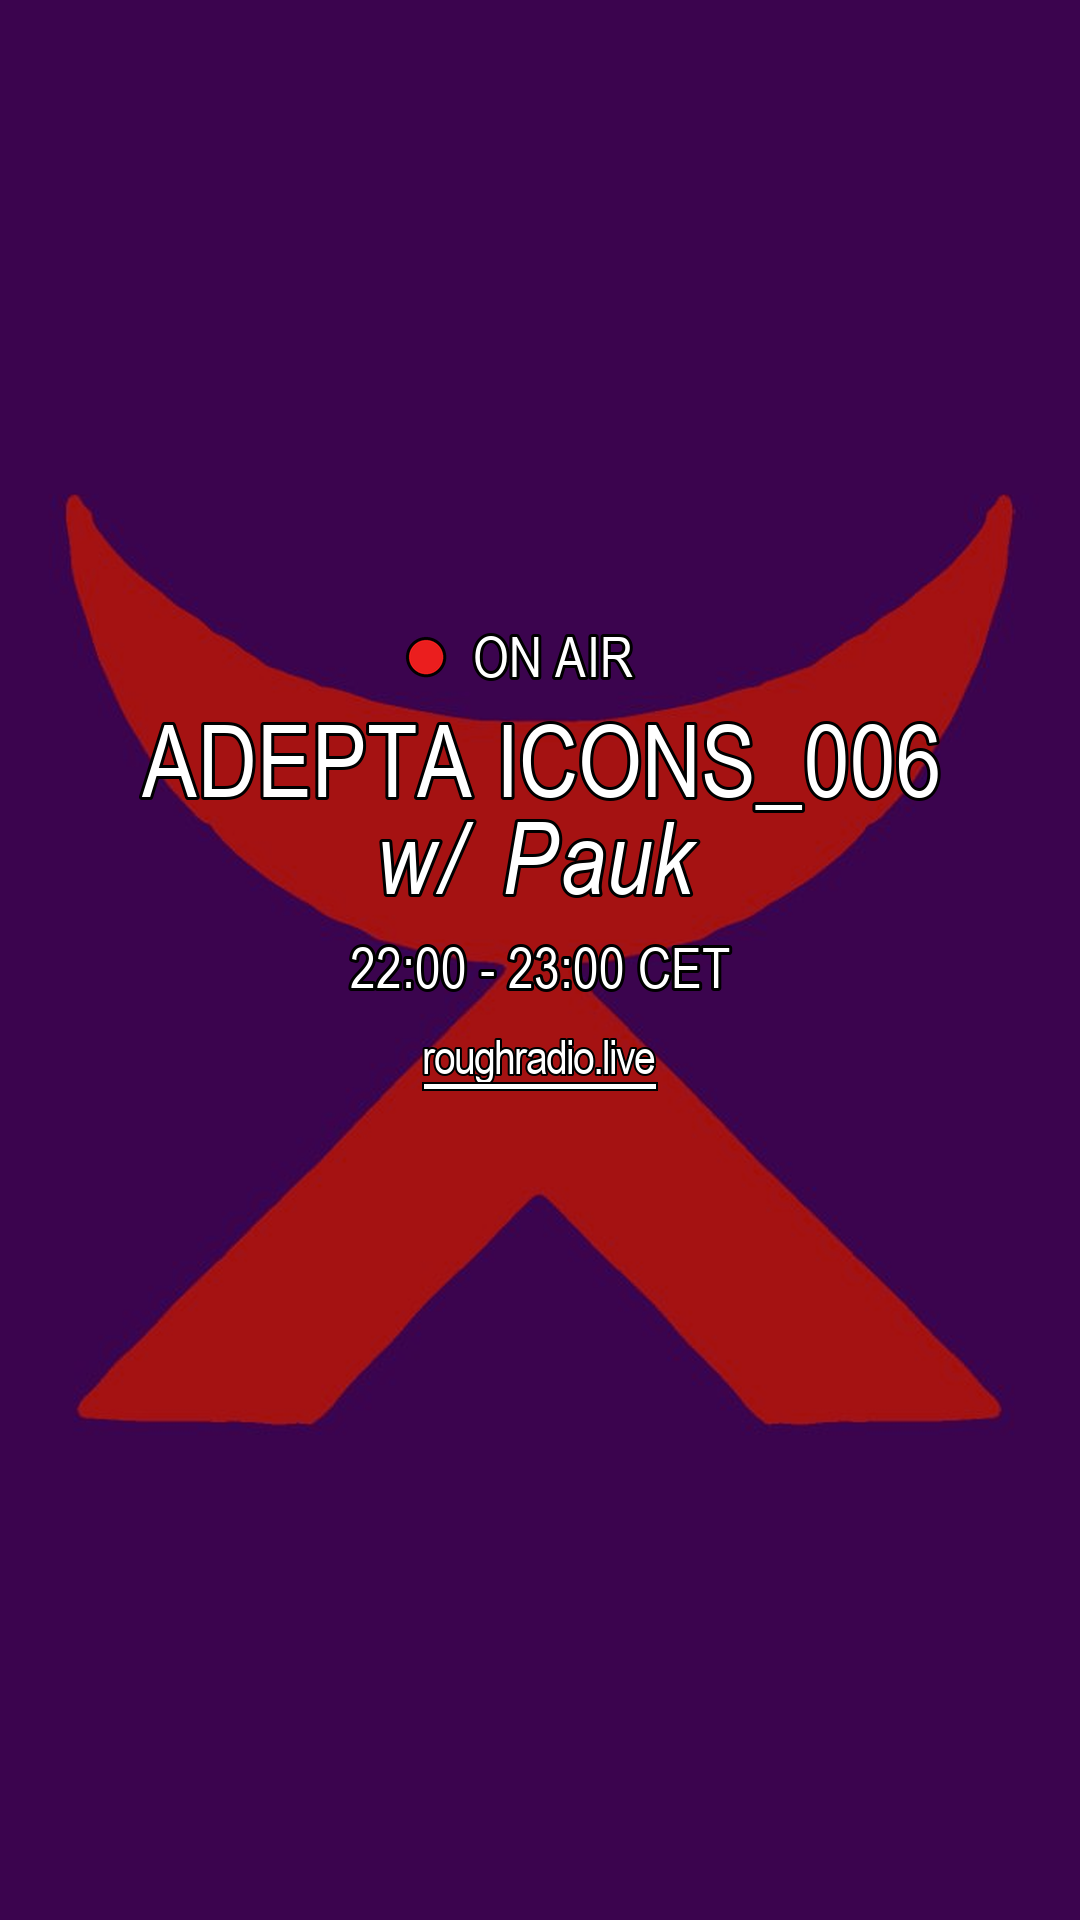 ON AIR
ADEPTA ICONS_006
w/ Pauk
22:00 - 23:00 CET
roughradio.live